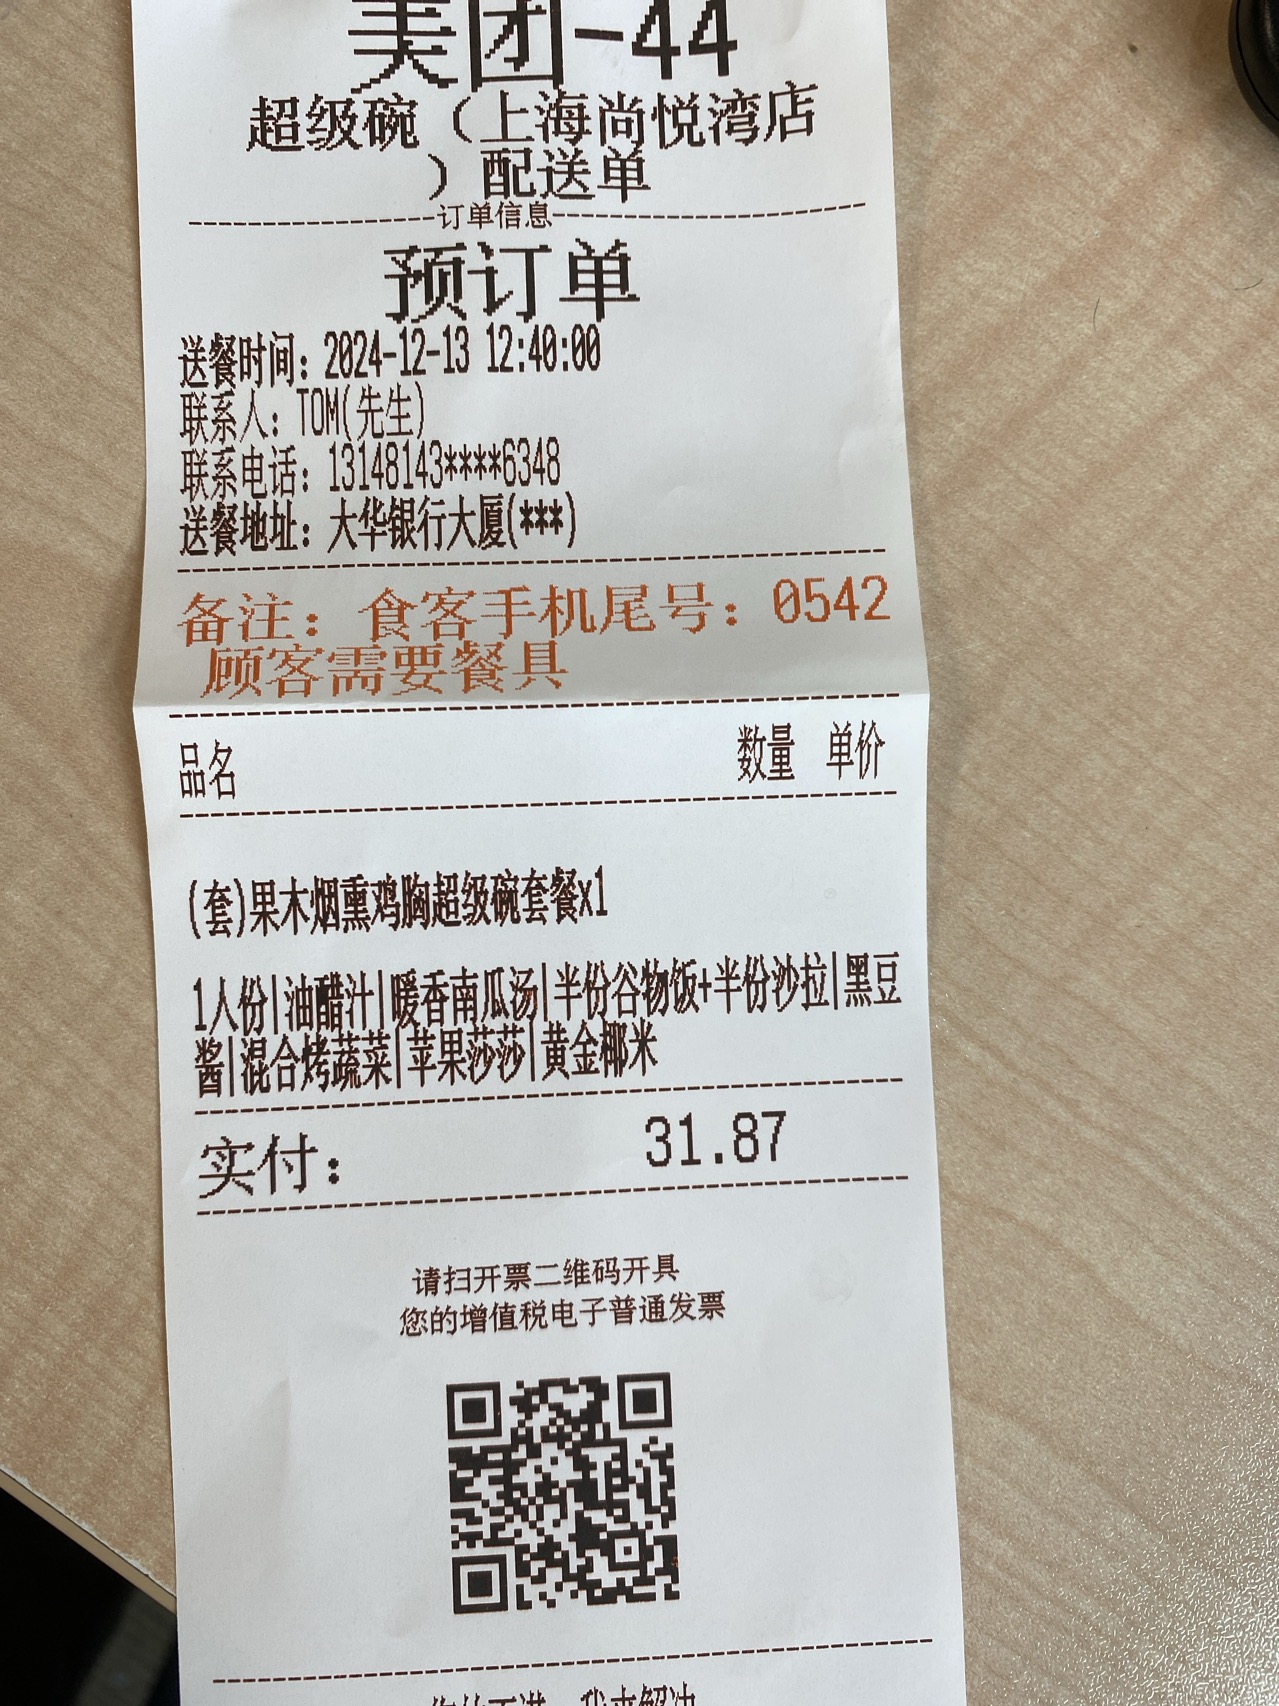 美团-44
超级碗（上海尚悦湾店
）配送单
订单信息
预订单
送餐时间：2024-12-13 12:40:00
联系人：TOM(先生)
联系电话：13148143****6348
送餐地址：大华银行大厦(***)
备注：食客手机尾号：0542
顾客需要餐具
品名 数量 单价
(套)果木烟熏鸡胸超级碗套餐x1
1人份|油醋汁|暖香南瓜汤|半份谷物饭+半份沙拉|黑豆
酱|混合烤蔬菜|苹果莎莎|黄金椰米
实付： 31.87
请扫开票二维码开具
您的增值税电子普通发票